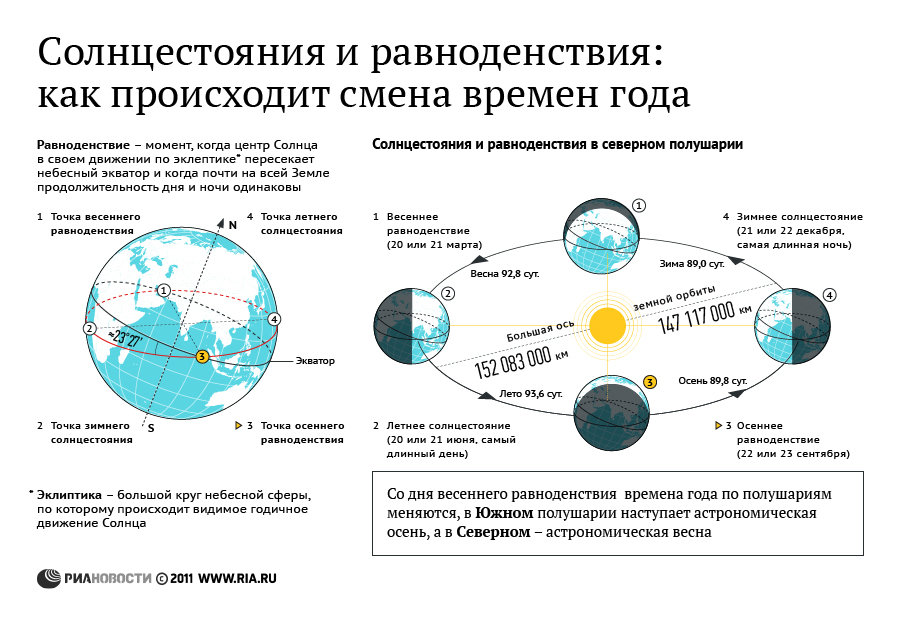 Солнцестояния и равноденствия:
как происходит смена времен года
Равноденствие – момент, когда центр Солнца
в своем движении по эклептике* пересекает
небесный экватор и когда почти на всей Земле
продолжительность дня и ночи одинаковы
1 Точка весеннего
равноденствия
4 Точка летнего
солнцестояния
N
1
2
4
≈23°27'
3
Экватор
S
2 Точка зимнего
солнцестояния
3 Точка осеннего
равноденствия
* Эклиптика – большой круг небесной сферы,
по которому происходит видимое годичное
движение Солнца
Солнцестояния и равноденствия в северном полушарии
1 Весеннее
равноденствие
(20 или 21 марта)
1
4 Зимнее солнцестояние
(21 или 22 декабря,
самая длинная ночь)
Весна 92,8 сут.
Зима 89,0 сут.
2
4
Большая ось
земной орбиты
152 083 000 км
147 117 000 км
Лето 93,6 сут.
Осень 89,8 сут.
3
2 Летнее солнцестояние
(20 или 21 июня, самый
длинный день)
3 Осеннее
равноденствие
(22 или 23 сентября)
Со дня весеннего равноденствия времена года по полушариям
меняются, в Южном полушарии наступает астрономическая
осень, а в Северном – астрономическая весна
РИАНОВОСТИ © 2011 WWW.RIA.RU